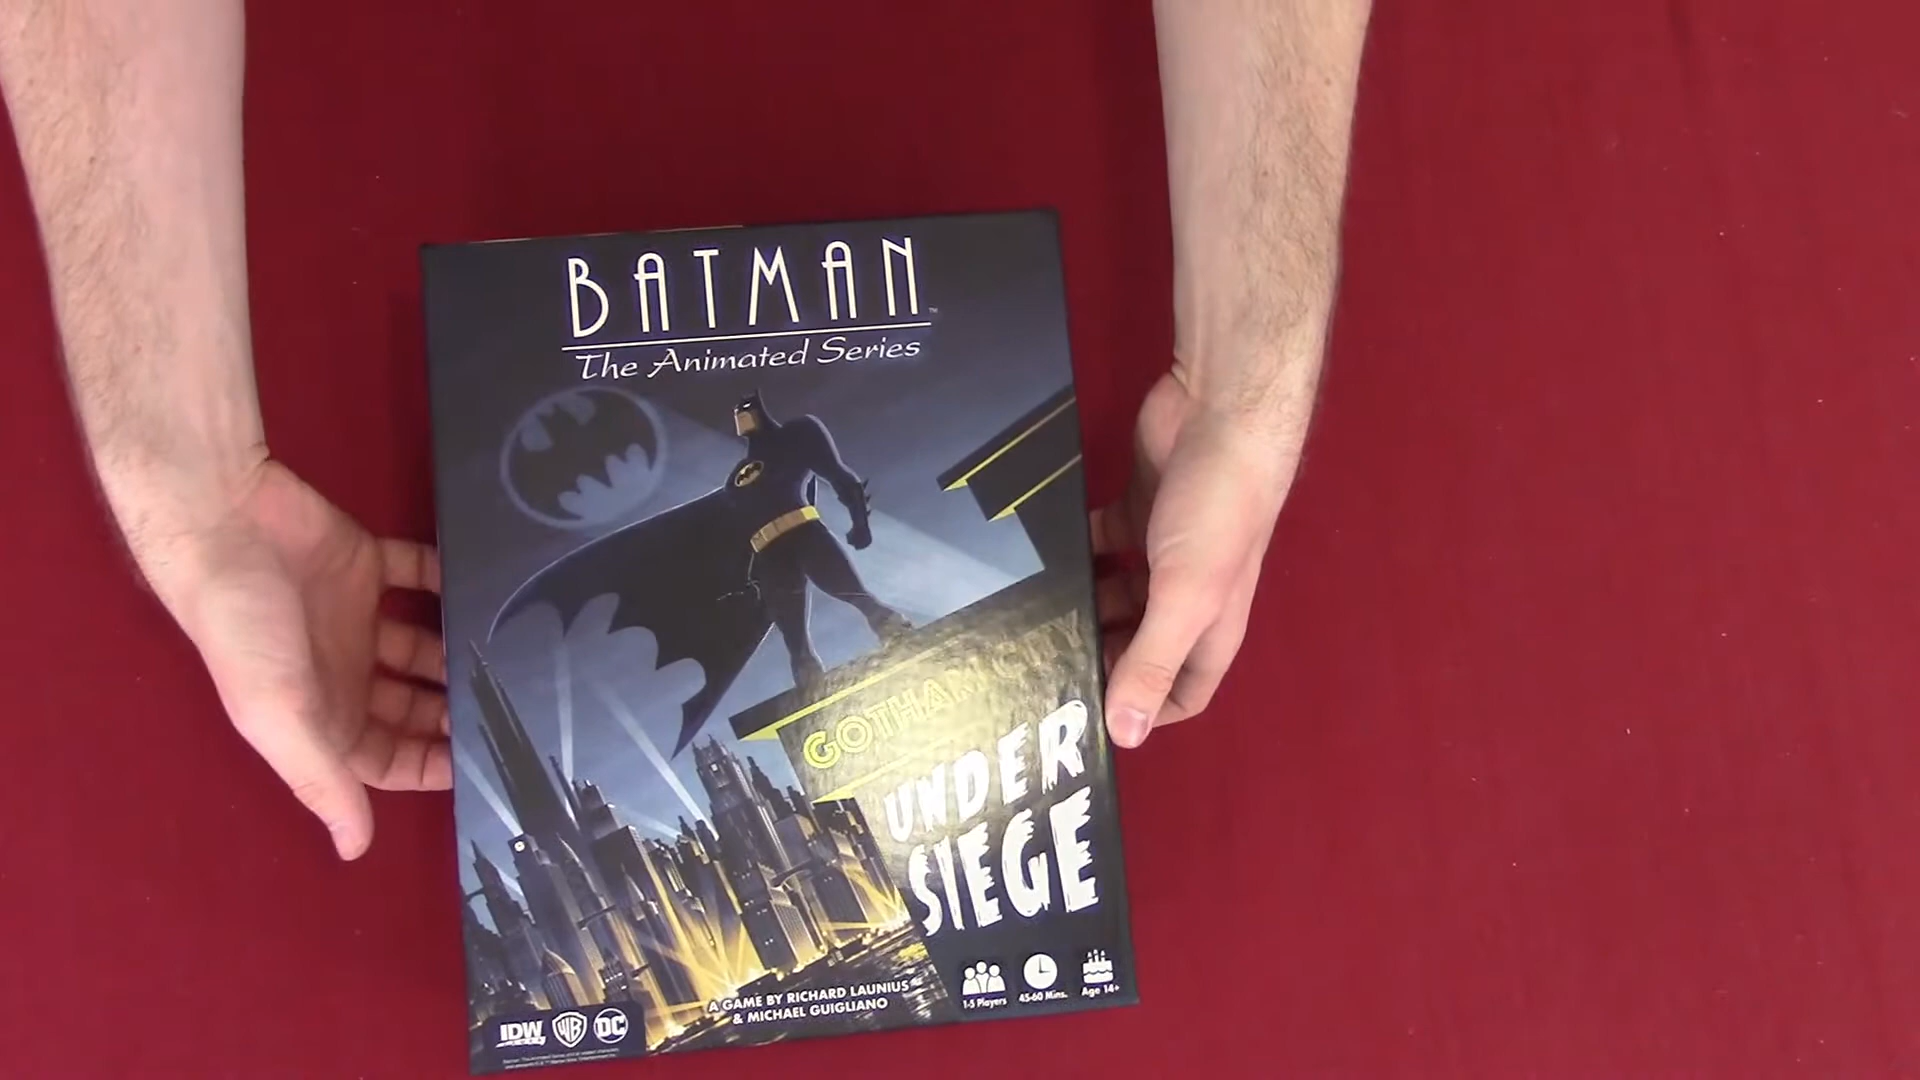 BATMAN™
The Animated Series
GOTHAM CITY
UNDER
SIEGE
1-5 Players
45-60 Mins.
Age 14+
A GAME BY RICHARD LAUNIUS
& MICHAEL GUIGLIANO
IDW
WB
DC